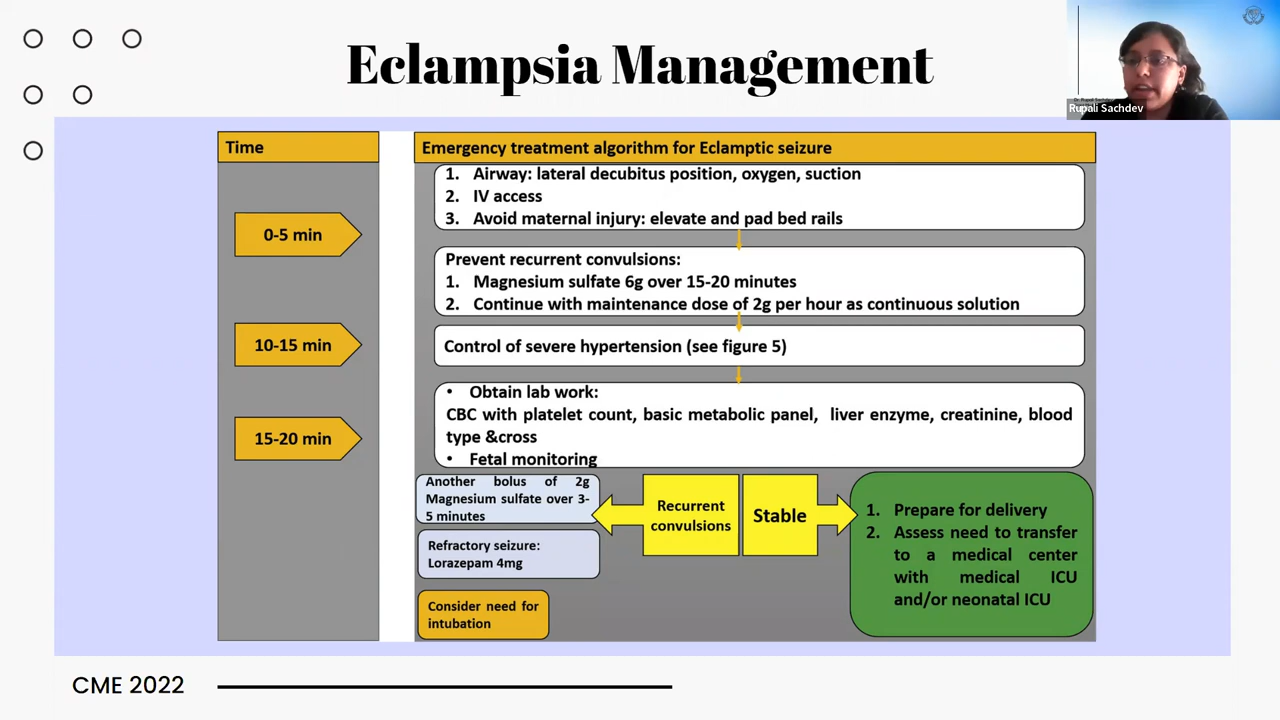 Eclampsia Management
Rupali Sachdev
Time
0-5 min
10-15 min
15-20 min
Emergency treatment algorithm for Eclamptic seizure
1. Airway: lateral decubitus position, oxygen, suction
2. IV access
3. Avoid maternal injury: elevate and pad bed rails
Prevent recurrent convulsions:
1. Magnesium sulfate 6g over 15-20 minutes
2. Continue with maintenance dose of 2g per hour as continuous solution
Control of severe hypertension (see figure 5)
• Obtain lab work:
CBC with platelet count, basic metabolic panel, liver enzyme, creatinine, blood
type &cross
• Fetal monitoring
Another bolus of 2g
Magnesium sulfate over 3-
5 minutes
Refractory seizure:
Lorazepam 4mg
Consider need for
intubation
Recurrent
convulsions
Stable
1. Prepare for delivery
2. Assess need to transfer
to a medical center
with medical ICU
and/or neonatal ICU
CME 2022